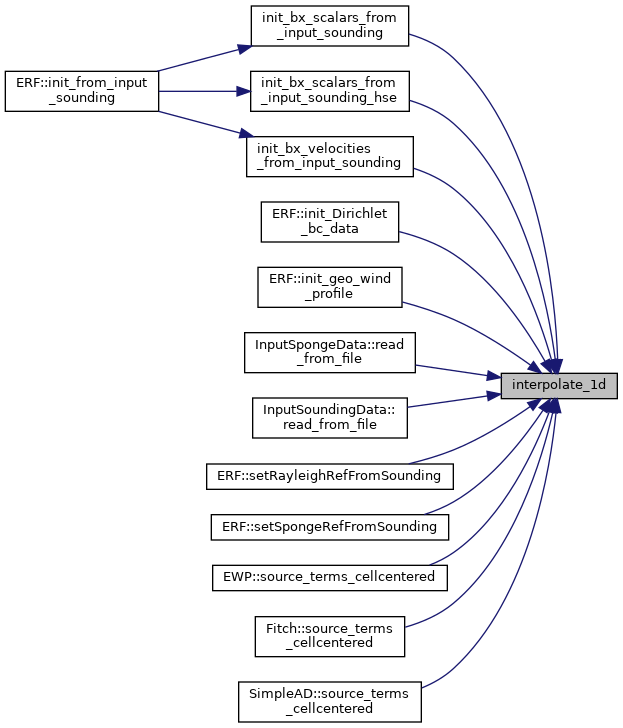 init_bx_scalars_from
_input_sounding
ERF::init_from_input
_sounding
init_bx_scalars_from
_input_sounding_hse
init_bx_velocities
_from_input_sounding
ERF::init_Dirichlet
_bc_data
ERF::init_geo_wind
_profile
InputSpongeData::read
_from_file
interpolate_1d
InputSoundingData::
read_from_file
ERF::setRayleighRefFromSounding
ERF::setSpongeRefFromSounding
EWP::source_terms_cellcentered
Fitch::source_terms
_cellcentered
SimpleAD::source_terms
_cellcentered